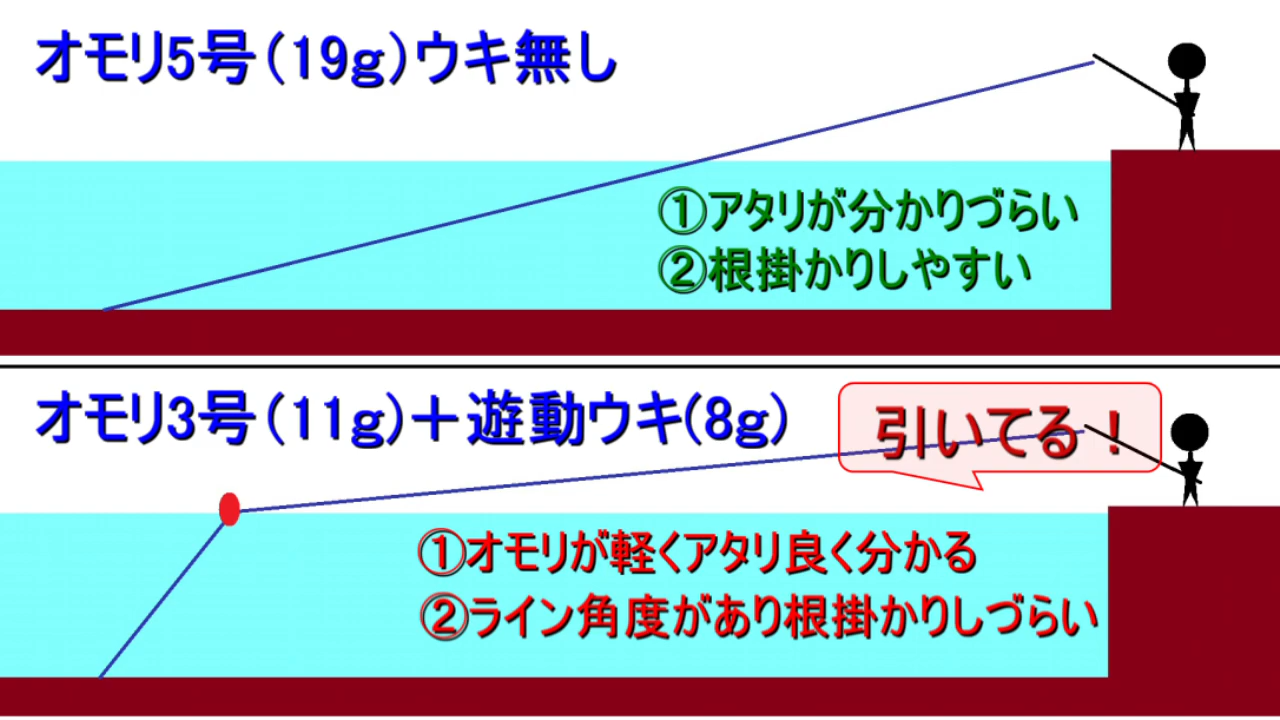 オモリ5号（19g）ウキ無し
①アタリが分かりづらい
②根掛かりしやすい
オモリ3号（11g）＋遊動ウキ(8g)
引いてる！
①オモリが軽くアタリ良く分かる
②ライン角度があり根掛かりしづらい